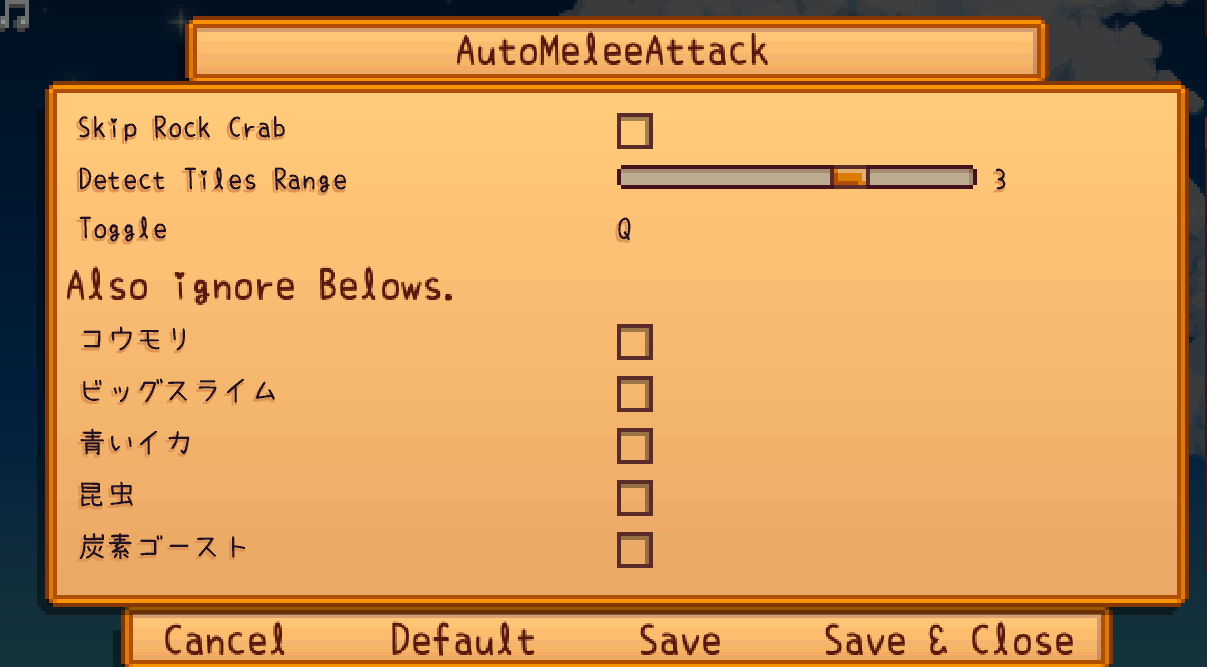 AutoMeleeAttack
Skip Rock Crab
Detect Tiles Range 3
Toggle Q
Also ignore Belows.
コウモリ
ビッグスライム
青いイカ
昆虫
炭素ゴースト
Cancel Default Save Save & Close